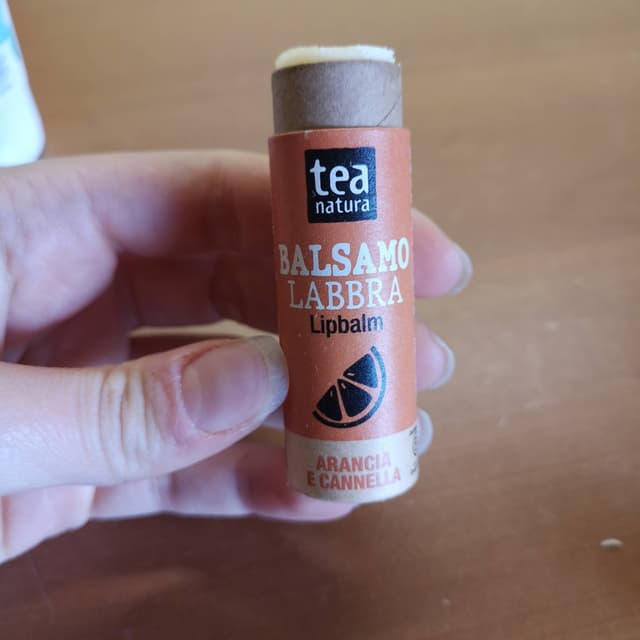 tea
natura
BALSAMO
LABBRA
Lipbalm
ARANCIA
E CANNELLA